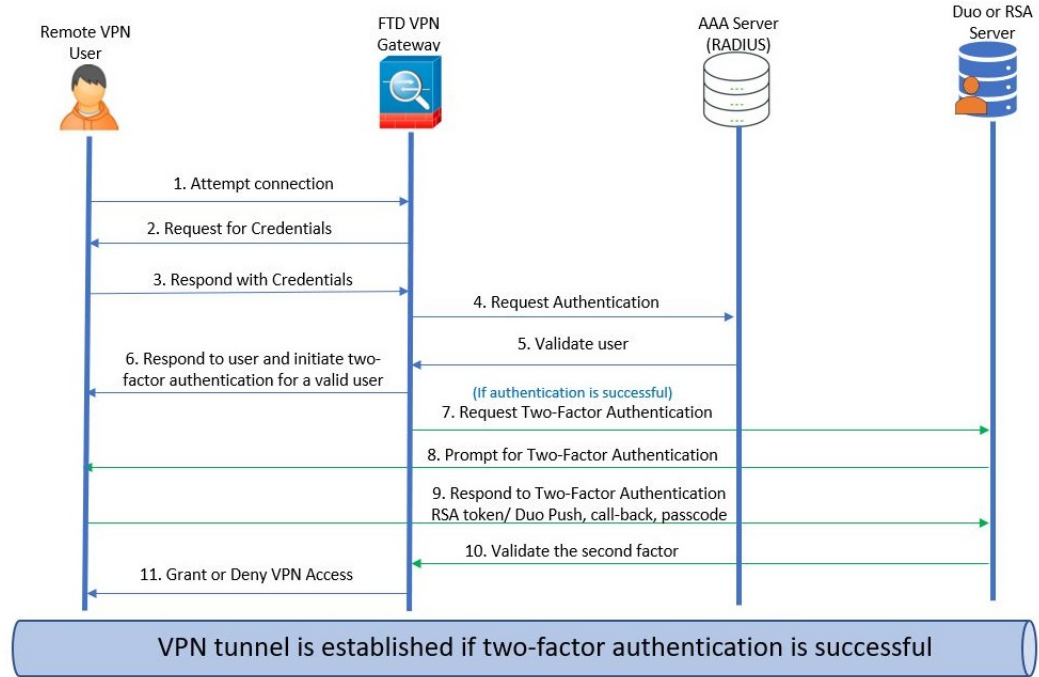 Remote VPN
User
FTD VPN
Gateway
AAA Server
(RADIUS)
Duo or RSA
Server
1. Attempt connection
2. Request for Credentials
3. Respond with Credentials
4. Request Authentication
5. Validate user
6. Respond to user and initiate two-
factor authentication for a valid user
(If authentication is successful)
7. Request Two-Factor Authentication
8. Prompt for Two-Factor Authentication
9. Respond to Two-Factor Authentication
RSA token/ Duo Push, call-back, passcode
10. Validate the second factor
11. Grant or Deny VPN Access
VPN tunnel is established if two-factor authentication is successful